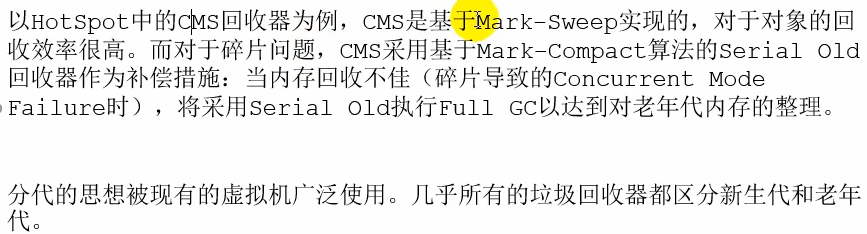 以HotSpot中的CMS回收器为例，CMS是基于Mark-Sweep实现的，对于对象的回
收效率很高。而对于碎片问题，CMS采用基于Mark-Compact算法的Serial Old
回收器作为补偿措施：当内存回收不佳（碎片导致的Concurrent Mode
Failure时），将采用Serial Old执行Full GC以达到对老年代内存的整理。
分代的思想被现有的虚拟机广泛使用。几乎所有的垃圾回收器都区分新生代和老年
代。